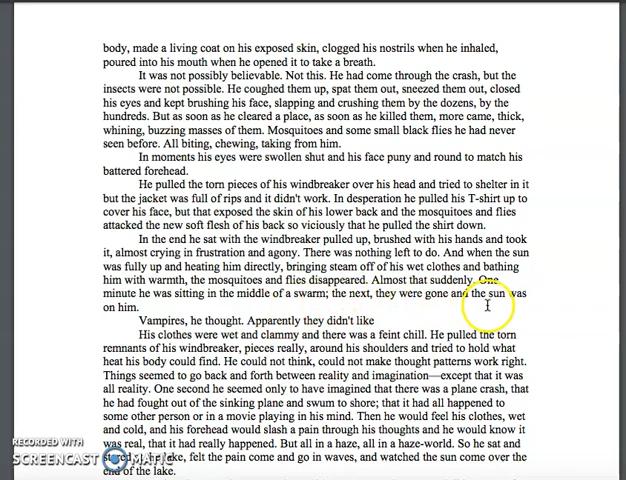 body, made a living coat on his exposed skin, clogged his nostrils when he inhaled,
poured into his mouth when he opened it to take a breath.
It was not possibly believable. Not this. He had come through the crash, but the
insects were not possible. He coughed them up, spat them out, sneezed them out, closed
his eyes and kept brushing his face, slapping and crushing them by the dozens, by the
hundreds. But as soon as he cleared a place, as soon as he killed them, more came, thick,
whining, buzzing masses of them. Mosquitoes and some small black flies he had never
seen before. All biting, chewing, taking from him.
In moments his eyes were swollen shut and his face puny and round to match his
battered forehead.
He pulled the torn pieces of his windbreaker over his head and tried to shelter in it
but the jacket was full of rips and it didn't work. In desperation he pulled his T-shirt up to
cover his face, but that exposed the skin of his lower back and the mosquitoes and flies
attacked the new soft flesh of his back so viciously that he pulled the shirt down.
In the end he sat with the windbreaker pulled up, brushed with his hands and took
it, almost crying in frustration and agony. There was nothing left to do. And when the sun
was fully up and heating him directly, bringing steam off of his wet clothes and bathing
him with warmth, the mosquitoes and flies disappeared. Almost that suddenly. One
minute he was sitting in the middle of a swarm; the next, they were gone and the sun was
on him.
Vampires, he thought. Apparently they didn't like
His clothes were wet and clammy and there was a feint chill. He pulled the torn
remnants of his windbreaker, pieces really, around his shoulders and tried to hold what
heat his body could find. He could not think, could not make thought patterns work right.
Things seemed to go back and forth between reality and imagination—except that it was
all reality. One second he seemed only to have imagined that there was a plane crash, that
he had fought out of the sinking plane and swum to shore; that it had all happened to
some other person or in a movie playing in his mind. Then he would feel his clothes, wet
and cold, and his forehead would slash a pain through his thoughts and he would know it
was real, that it had really happened. But all in a haze, all in a haze-world. So he sat and
lake, felt the pain come and go in waves, and watched the sun come over the
end of the lake.
RECORDED WITH
SCREENCAST MATIC